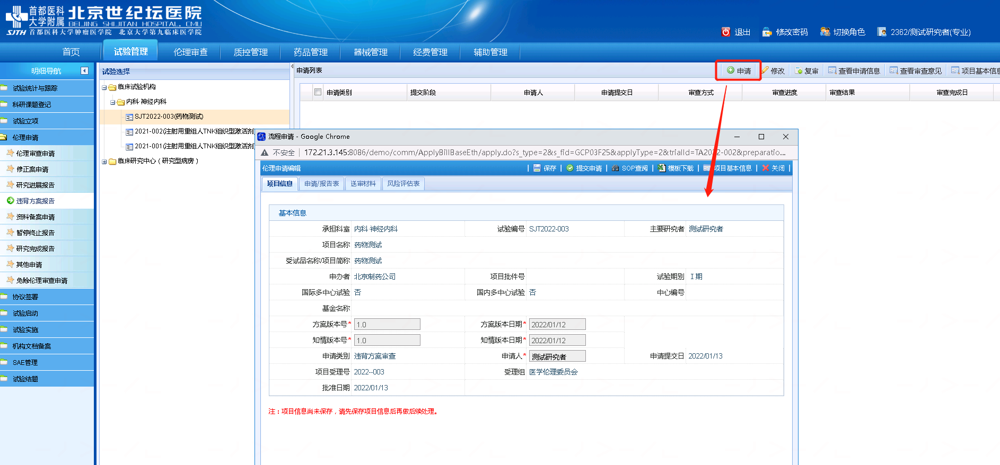 首都医科
大学附属
北京世纪坛医院
BEIJING SHIJITAN HOSPITAL, CMU
SJTH 首都医科大学肿瘤医学院 北京大学第九临床医学院
退出 修改密码 切换角色 2362/测试研究者(专业)
首页 试验管理 伦理审查 质控管理 药品管理 器械管理 经费管理 辅助管理
明细导航
试验统计与跟踪
科研课题登记
试验立项
伦理申请
伦理审查申请
修正案申请
研究进展报告
违背方案报告
资料备案申请
暂停终止报告
研究完成报告
其他申请
免除伦理审查申请
协议签署
试验启动
试验实施
机构文档备案
SAE管理
试验结题
试验选择
临床试验机构
内科·神经内科
SJT2022-003(药物测试)
2021-002(注射用重组人TNK组织型激活剂)
2021-001(注射用重组人TNK组织型激活剂)
临床研究中心（研究型病房）
申请列表
申请 修改 复审 查看申请信息 查看审查意见 项目基本信息
申请类别 提交阶段 申请人 申请提交日 审查方式 审查进度 审查结果 审查完成日
流程申请 - Google Chrome
不安全 172.21.3.145:8086/demo/comm/ApplyBillBaseEth/apply.do?s_type=2&s_fid=GCP03F25&applyType=2&trialId=TA2022-002&preparatio...
伦理申请编辑 | 保存 | 提交申请 | SOP查阅 | 模板下载 | 项目基本信息 | 关闭 |
项目信息 申请/报告表 送审材料 风险评估表
基本信息
承担科室 内科·神经内科 试验编号 SJT2022-003 主要研究者 测试研究者
项目名称 药物测试
受试品名称/项目简称 药物测试
申办者 北京制药公司 项目批件号 试验期别 Ⅰ期
国际多中心试验 否 国内多中心试验 否 中心编号
基金名称
方案版本号* 1.0 方案版本日期* 2022/01/12
知情版本号* 1.0 知情版本日期* 2022/01/12
申请类别 违背方案审查 申请人* 测试研究者 申请提交日 2022/01/13
项目受理号 2022--003 受理组 医学伦理委员会
批准日期 2022/01/13
注：项目信息尚未保存，请先保存项目信息后再做后续处理。